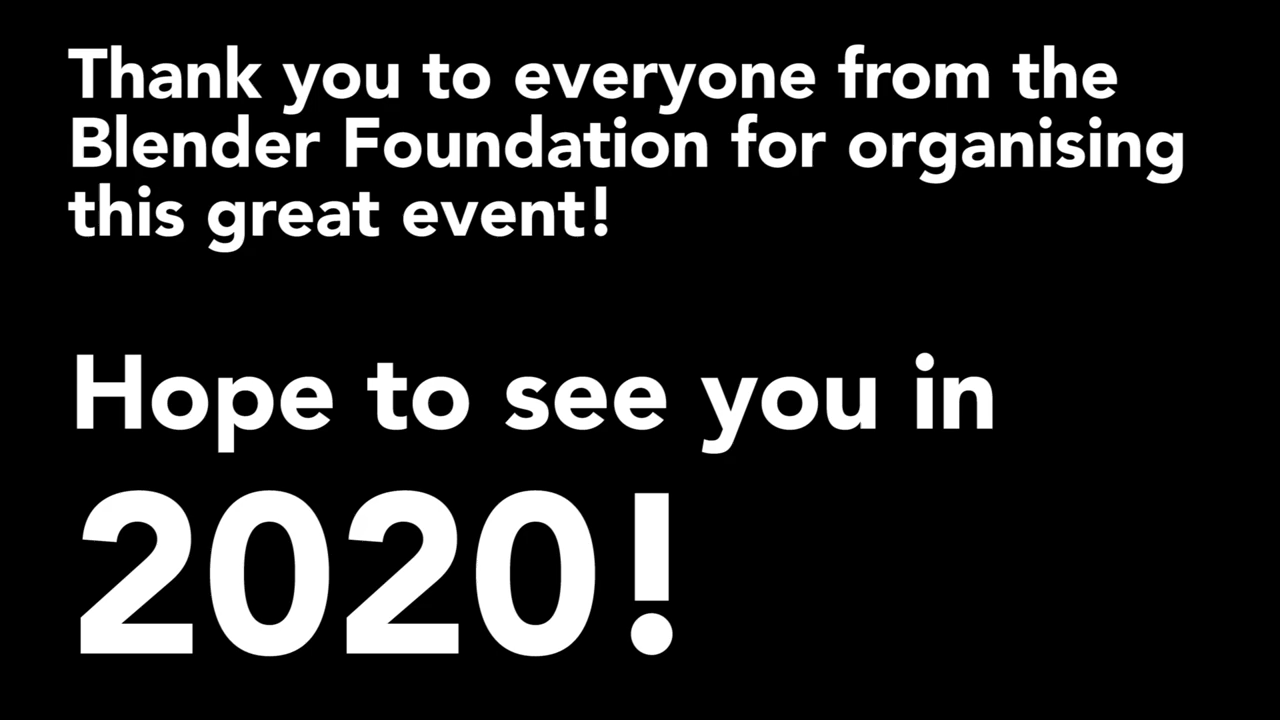 Thank you to everyone from the
Blender Foundation for organising
this great event!
Hope to see you in
2020!